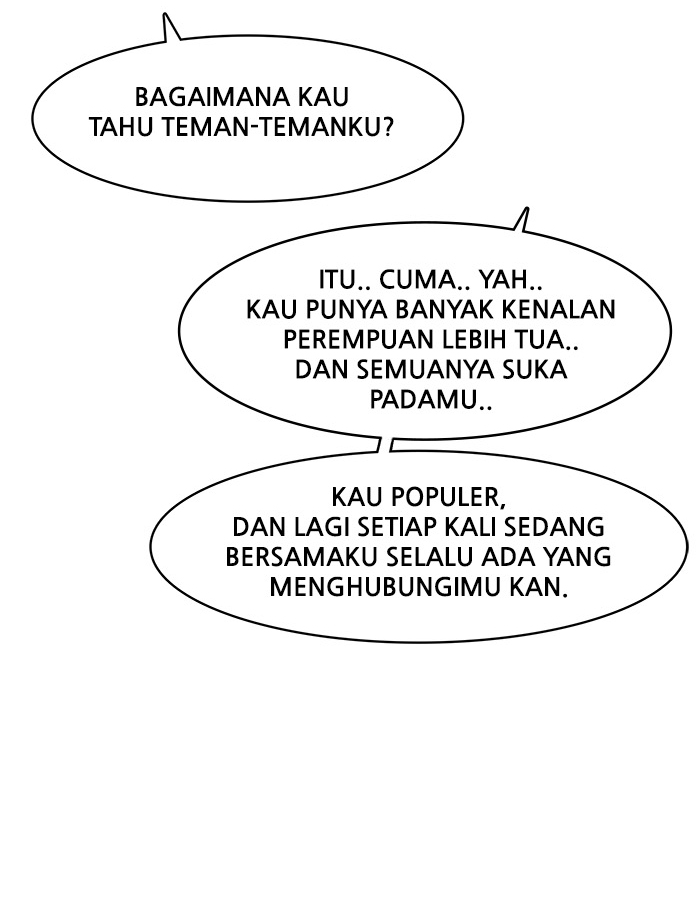 BAGAIMANA KAU
TAHU TEMAN-TEMANKU?
ITU.. CUMA.. YAH..
KAU PUNYA BANYAK KENALAN
PEREMPUAN LEBIH TUA..
DAN SEMUANYA SUKA
PADAMU..
KAU POPULER,
DAN LAGI SETIAP KALI SEDANG
BERSAMAKU SELALU ADA YANG
MENGHUBUNGIMU KAN.